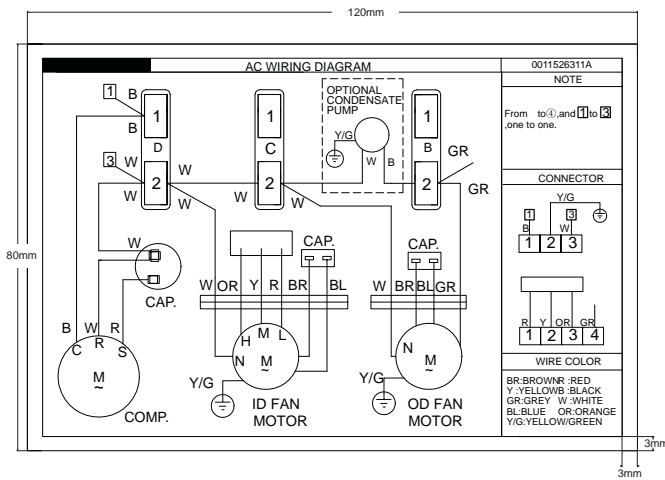 120mm
AC WIRING DIAGRAM
0011526311A
NOTE
From to④,and 1 to 3
,one to one.
CONNECTOR
Y/G
1 3
B W
1 2 3
R Y OR GR
1 2 3 4
WIRE COLOR
BR:BROWNR :RED
Y :YELLOWB :BLACK
GR:GREY W :WHITE
BL:BLUE OR:ORANGE
Y/G:YELLOW/GREEN
OPTIONAL
CONDENSATE
PUMP
Y/G
W B
1 B
B
1
D
3 W
W
2
W
W
1
C
W
W
2
W
1
B
2
GR
GR
80mm
W
CAP.
CAP.
CAP.
W OR Y R BR BL
W BR BL GR
B W R
C R S
M
~
COMP.
H M L
N
M
~
Y/G
ID FAN
MOTOR
N
M
~
Y/G
OD FAN
MOTOR
3mm
3mm